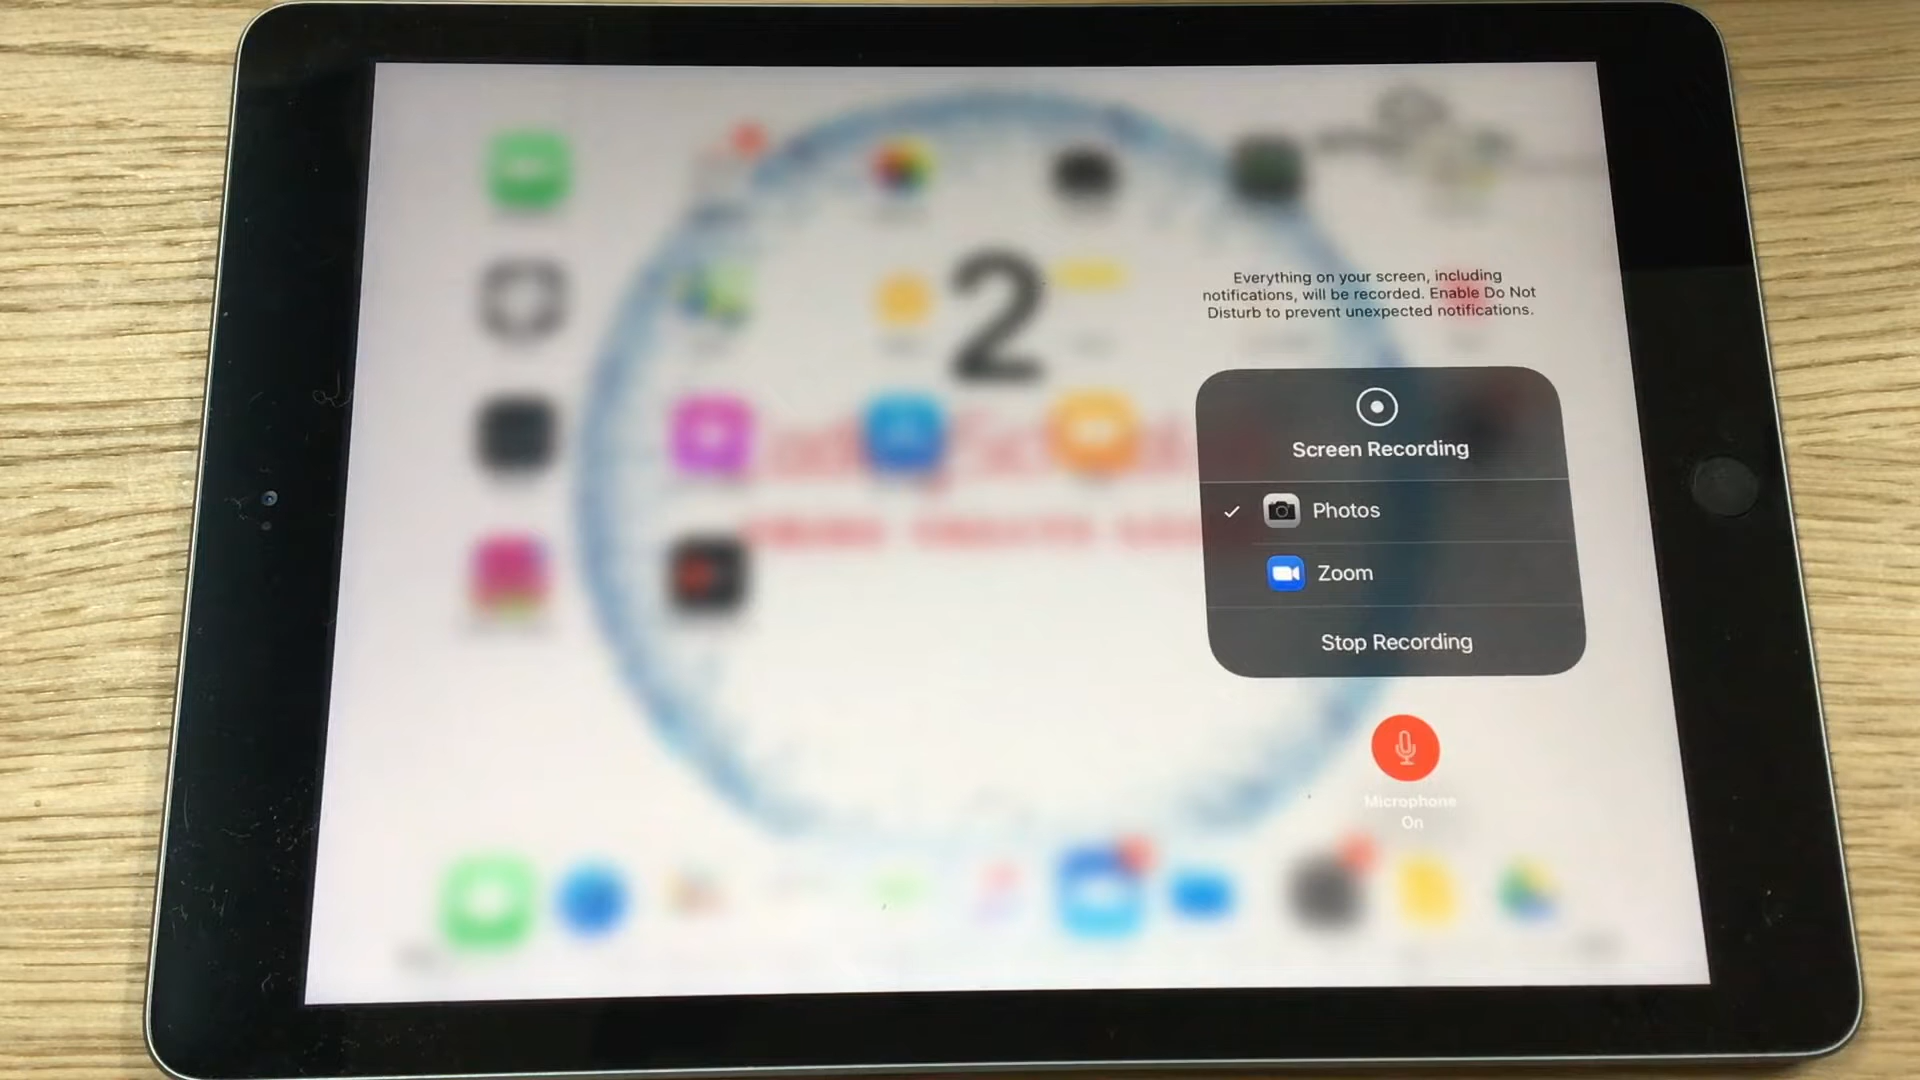 2
Everything on your screen, including
notifications, will be recorded. Enable Do Not
Disturb to prevent unexpected notifications.
Screen Recording
Photos
Zoom
Stop Recording
Microphone
On